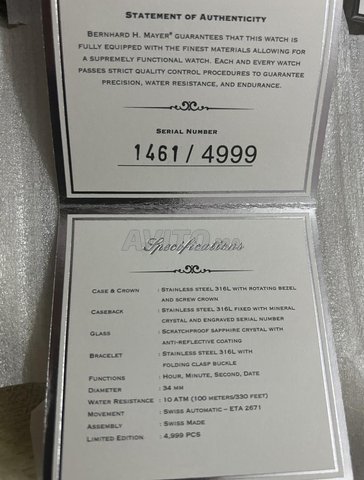 STATEMENT OF AUTHENTICITY
BERNHARD H. MAYER® GUARANTEES THAT THIS WATCH IS
FULLY EQUIPPED WITH THE FINEST MATERIALS ALLOWING FOR
A SUPREMELY FUNCTIONAL WATCH. EACH AND EVERY WATCH
PASSES STRICT QUALITY CONTROL PROCEDURES TO GUARANTEE
PRECISION, WATER RESISTANCE, AND ENDURANCE.
SERIAL NUMBER
1461 / 4999
AVITO
Specifications
CASE & CROWN : STAINLESS STEEL 316L WITH ROTATING BEZEL
AND SCREW CROWN
CASEBACK : STAINLESS STEEL 316L FIXED WITH MINERAL
CRYSTAL AND ENGRAVED SERIAL NUMBER
GLASS : SCRATCHPROOF SAPPHIRE CRYSTAL WITH
ANTI-REFLECTIVE COATING
BRACELET : STAINLESS STEEL 316L WITH
FOLDING CLASP BUCKLE
FUNCTIONS : HOUR, MINUTE, SECOND, DATE
DIAMETER : 34 MM
WATER RESISTANCE : 10 ATM (100 METERS/330 FEET)
MOVEMENT : SWISS AUTOMATIC – ETA 2671
ASSEMBLY : SWISS MADE
LIMITED EDITION : 4,999 PCS